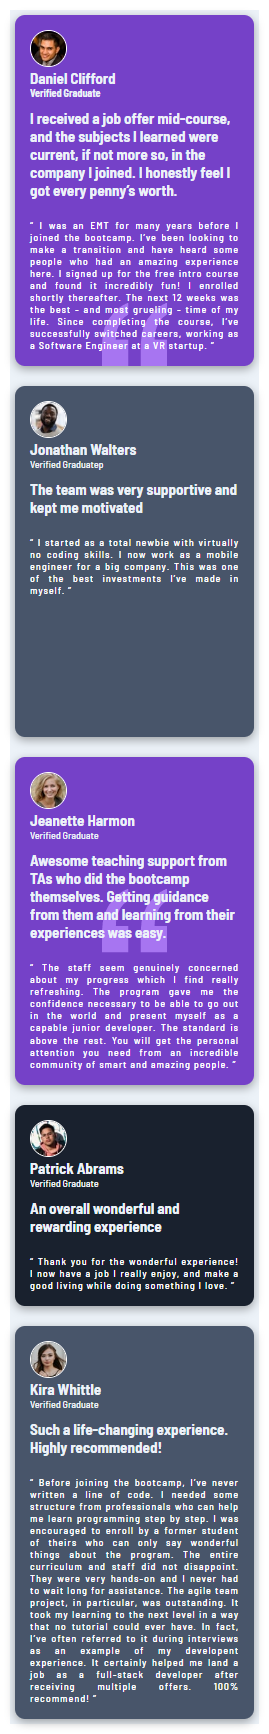 Daniel Clifford
Verified Graduate
I received a job offer mid-course,
and the subjects I learned were
current, if not more so, in the
company I joined. I honestly feel I
got every penny's worth.
" I was an EMT for many years before I
joined the bootcamp. I've been looking to
make a transition and have heard some
people who had an amazing experience
here. I signed up for the free intro course
and found it incredibly fun! I enrolled
shortly thereafter. The next 12 weeks was
the best - and most grueling - time of my
life. Since completing the course, I've
successfully switched careers, working as
a Software Engineer at a VR startup. "
Jonathan Walters
Verified Graduatep
The team was very supportive and
kept me motivated
" I started as a total newbie with virtually
no coding skills. I now work as a mobile
engineer for a big company. This was one
of the best investments I've made in
myself. "
Jeanette Harmon
Verified Graduate
Awesome teaching support from
TAs who did the bootcamp
themselves. Getting guidance
from them and learning from their
experiences was easy.
" The staff seem genuinely concerned
about my progress which I find really
refreshing. The program gave me the
confidence necessary to be able to go out
in the world and present myself as a
capable junior developer. The standard is
above the rest. You will get the personal
attention you need from an incredible
community of smart and amazing people. "
Patrick Abrams
Verified Graduate
An overall wonderful and
rewarding experience
" Thank you for the wonderful experience!
I now have a job I really enjoy, and make a
good living while doing something I love. "
Kira Whittle
Verified Graduate
Such a life-changing experience.
Highly recommended!
" Before joining the bootcamp, I've never
written a line of code. I needed some
structure from professionals who can help
me learn programming step by step. I was
encouraged to enroll by a former student
of theirs who can only say wonderful
things about the program. The entire
curriculum and staff did not disappoint.
They were very hands-on and I never had
to wait long for assistance. The agile team
project, in particular, was outstanding. It
took my learning to the next level in a way
that no tutorial could ever have. In fact,
I've often referred to it during interviews
as an example of my developent
experience. It certainly helped me land a
job as a full-stack developer after
receiving multiple offers. 100%
recommend! "